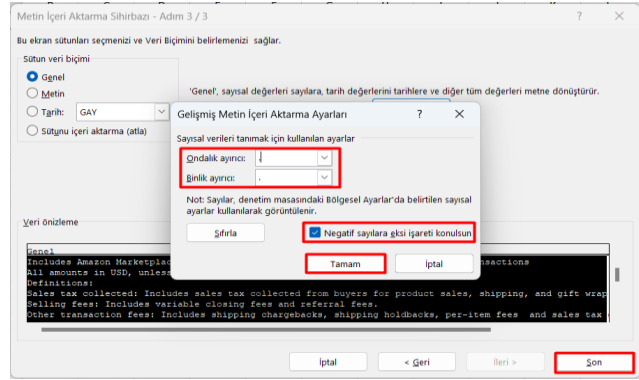 Metin İçeri Aktarma Sihirbazı - Adım 3 / 3
Bu ekran sütunları seçmenizi ve Veri Biçimini belirlemenizi sağlar.
Sütun veri biçimi
Genel
Metin
Tarih: GAY
Sütunu içeri aktarma (atla)
'Genel', sayısal değerleri sayılara, tarih değerlerini tarihlere ve diğer tüm değerleri metne dönüştürür.
Gelişmiş Metin İçeri Aktarma Ayarları
Sayısal verileri tanımak için kullanılan ayarlar
Ondalık ayırıcı:
Binlik ayırıcı: .
Not: Sayılar, denetim masasındaki Bölgesel Ayarlar'da belirtilen sayısal
ayarlar kullanılarak görüntülenir.
Sıfırla
Negatif sayılara eksi işareti konulsun
Tamam
İptal
Veri önizleme
Genel
Includes Amazon Marketplac nsactions
All amounts in USD, unless
Definitions:
Sales tax collected: Includes sales tax collected from buyers for product sales, shipping, and gift wrap
Selling fees: Includes variable closing fees and referral fees.
Other transaction fees: Includes shipping chargebacks, shipping holdbacks, per-item fees and sales tax
İptal
< Geri
İleri >
Son